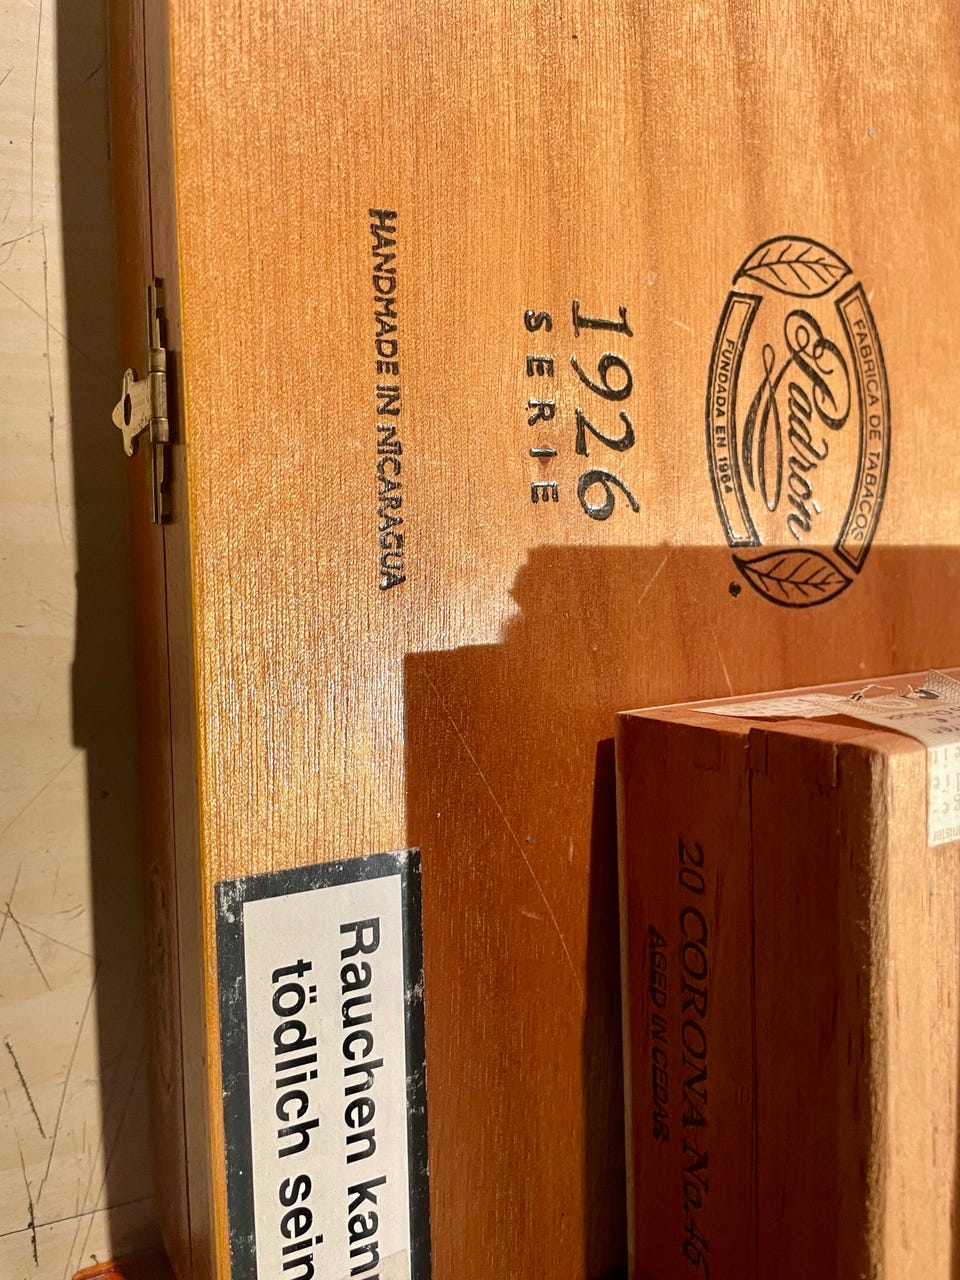 FABRICA DE TABACOS
Padrón
FUNDADA EN 1964
1926
SERIE
HANDMADE IN NICARAGUA
Rauchen kann
tödlich sein
20 CORONA No.46
AGED IN CEDAR